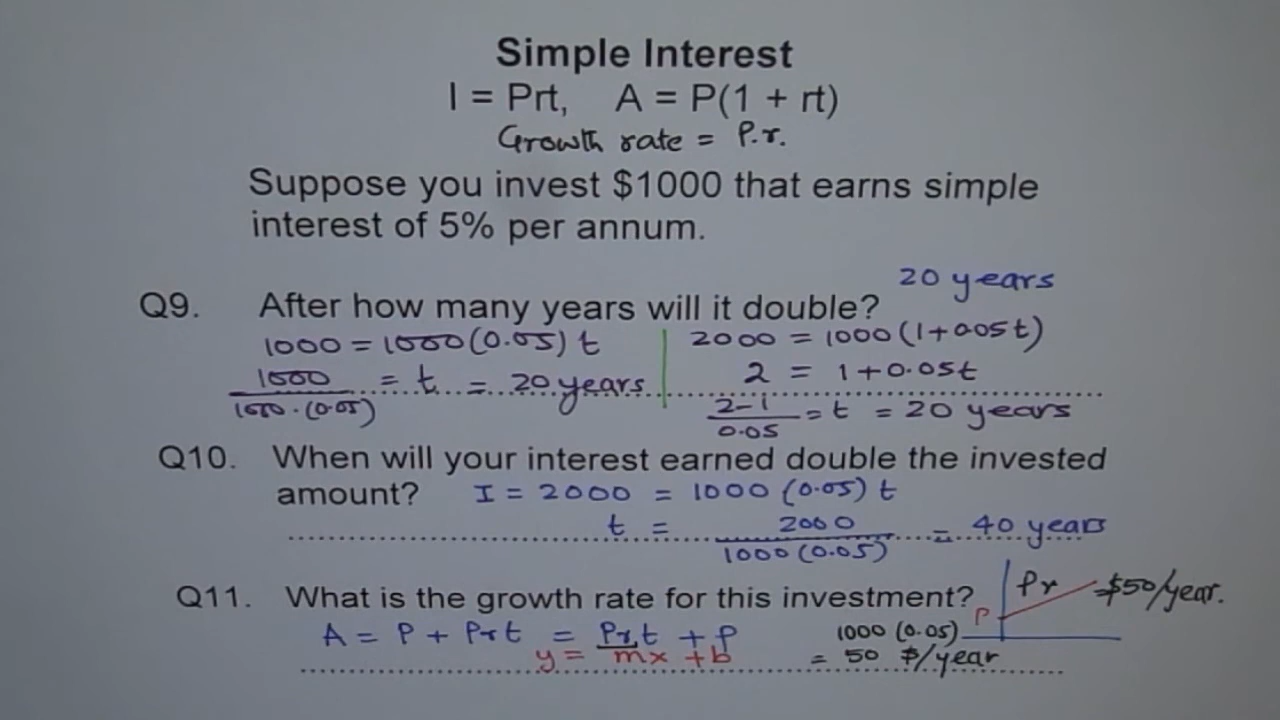 Simple Interest
I = Prt, A = P(1 + rt)
Growth rate = P.r.
Suppose you invest $1000 that earns simple
interest of 5% per annum.
20 years
Q9. After how many years will it double?
1000 = 1000(0.05) t
1000 / 1000.(0.05) = t = 20 years
2000 = 1000(1+0.05t)
2 = 1+0.05t
2-1 / 0.05 = t = 20 years
Q10. When will your interest earned double the invested
amount? I = 2000 = 1000 (0.05) t
t = 2000 / 1000(0.05) = 40 years
Q11. What is the growth rate for this investment?
P Pr = $50/year.
A = P + Prt = Prt + P
y = mx + b
1000 (0.05)
= 50 $/year